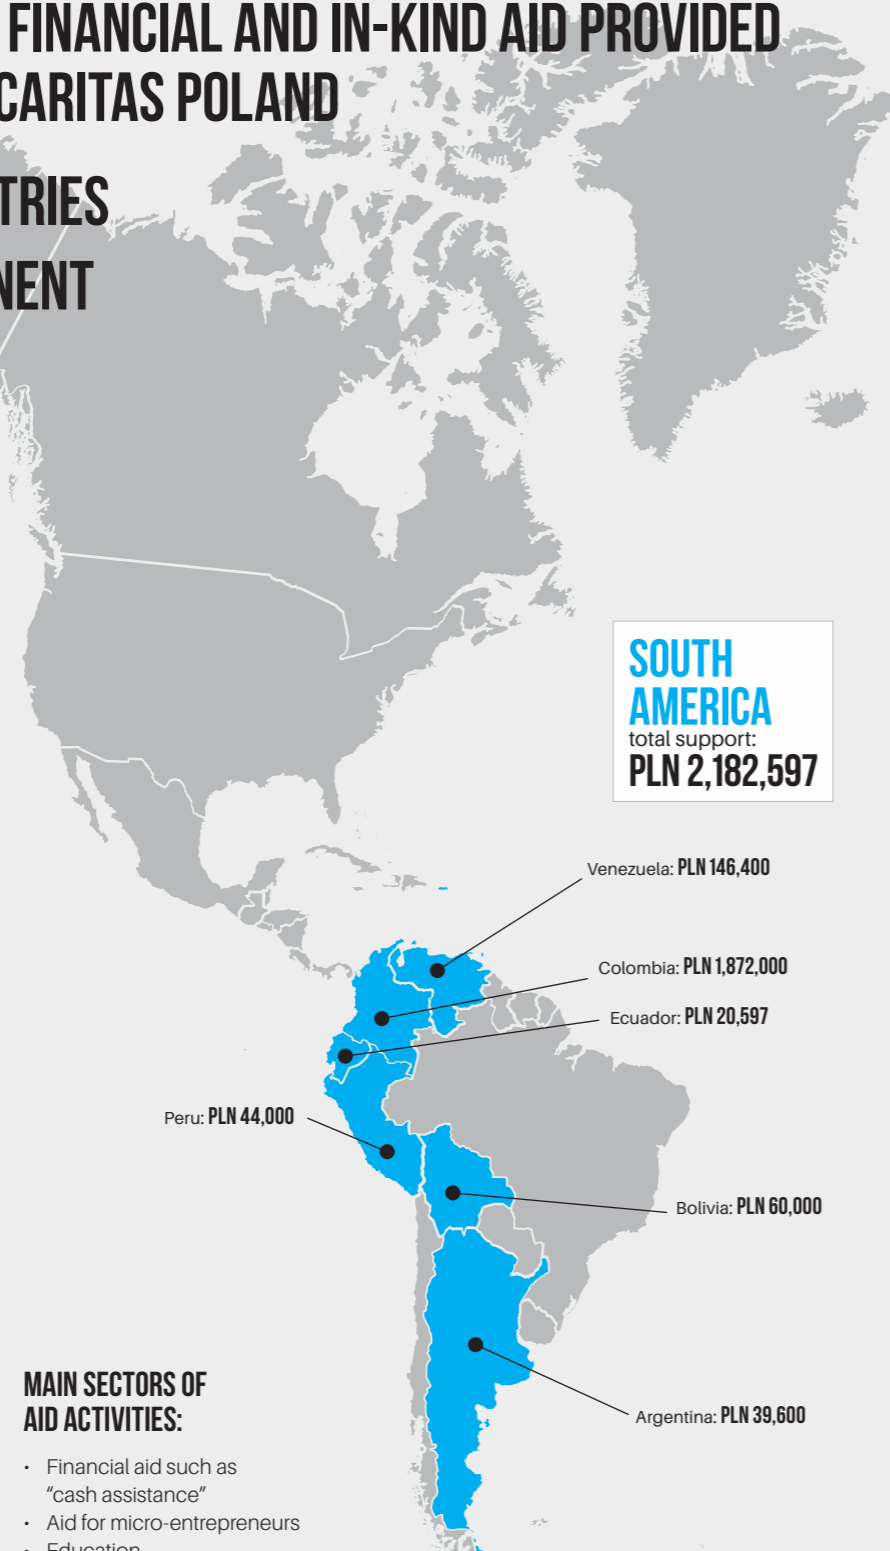 FINANCIAL AND IN-KIND AID PROVIDED
CARITAS POLAND
SOUTH
AMERICA
total support:
PLN 2,182,597
Venezuela: PLN 146,400
Colombia: PLN 1,872,000
Ecuador: PLN 20,597
Peru: PLN 44,000
Bolivia: PLN 60,000
Argentina: PLN 39,600
MAIN SECTORS OF
AID ACTIVITIES:
• Financial aid such as
“cash assistance”
• Aid for micro-entrepreneurs
• Education